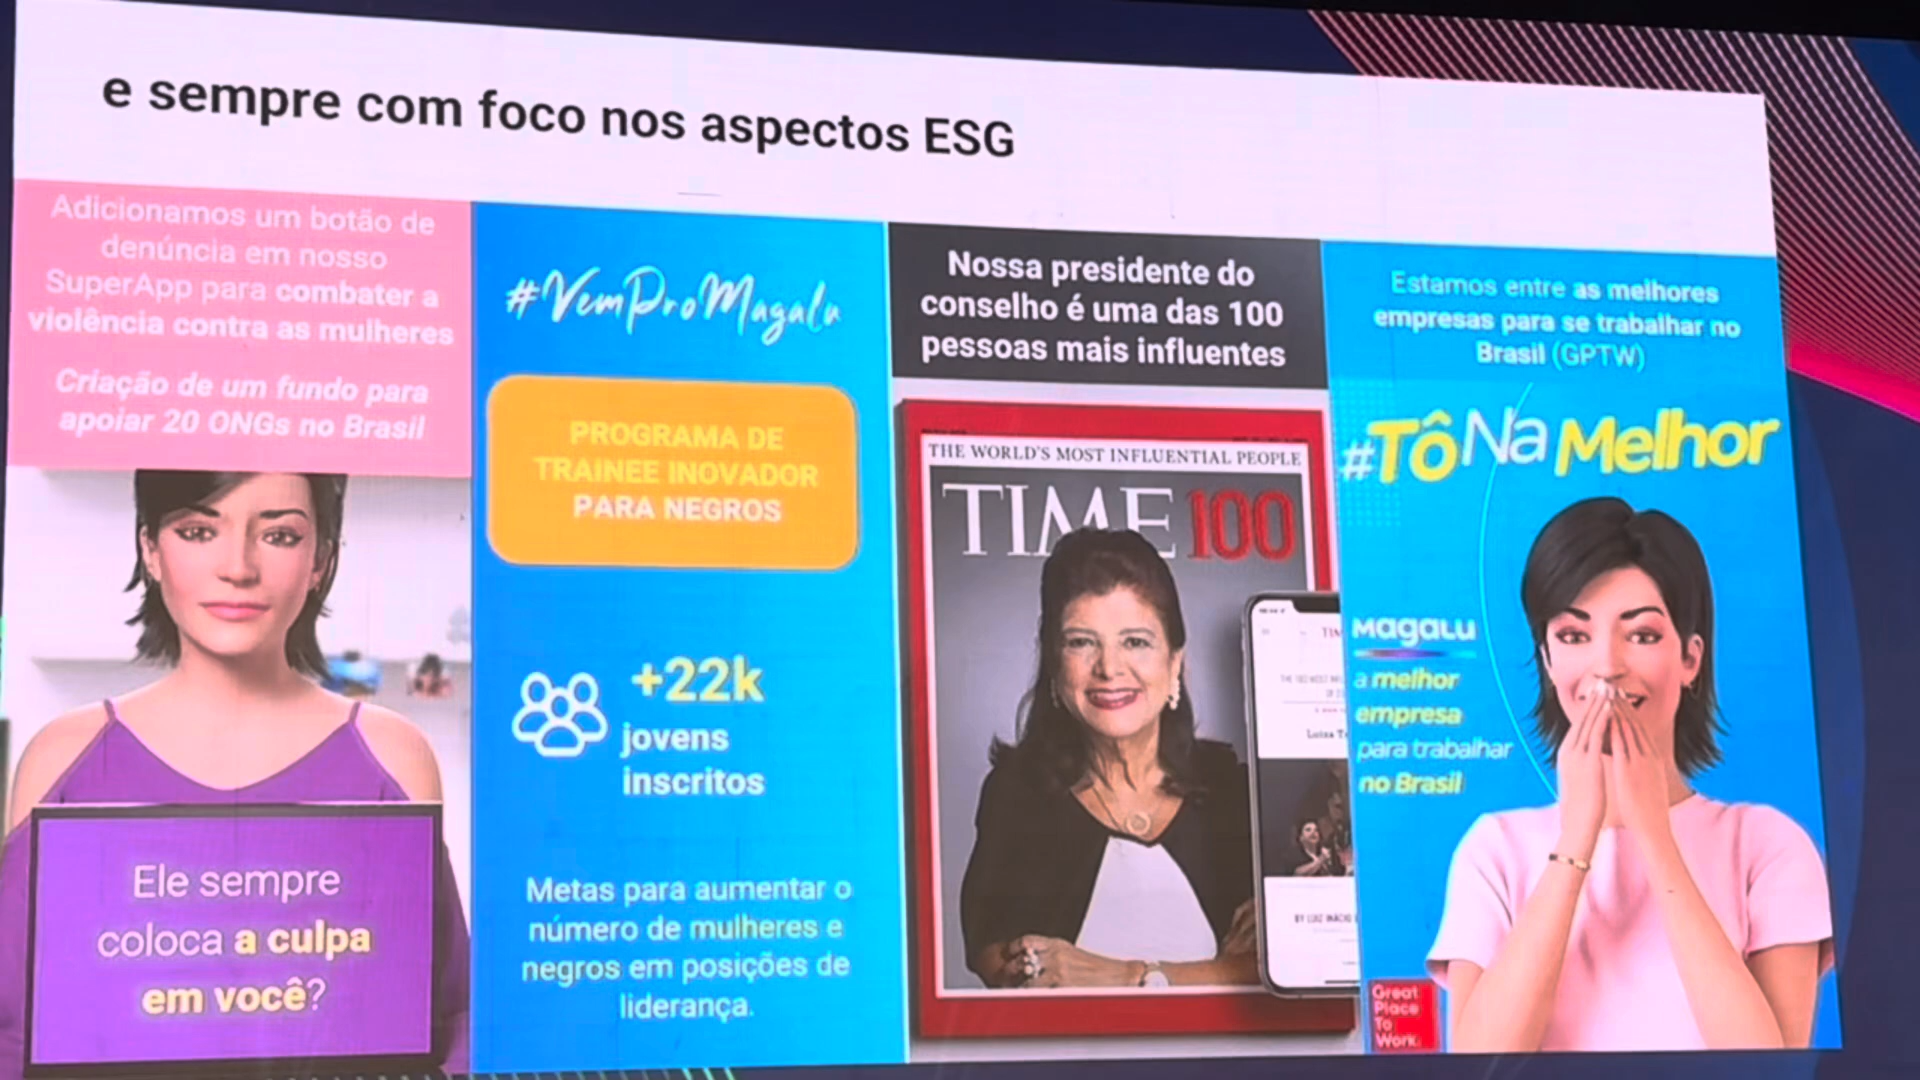 e sempre com foco nos aspectos ESG
Adicionamos um botão de
denúncia em nosso
SuperApp para combater a
violência contra as mulheres
Criação de um fundo para
apoiar 20 ONGs no Brasil
Ele sempre
coloca a culpa
em você?
#VemProMagalu
PROGRAMA DE
TRAINEE INOVADOR
PARA NEGROS
+22k
jovens
inscritos
Metas para aumentar o
número de mulheres e
negros em posições de
liderança.
Nossa presidente do
conselho é uma das 100
pessoas mais influentes
THE WORLD'S MOST INFLUENTIAL PEOPLE
TIME 100
TIM
Luiza
Estamos entre as melhores
empresas para se trabalhar no
Brasil (GPTW)
#TôNaMelhor
MagaLu
a melhor
empresa
para trabalhar
no Brasil
Great
Place
To
Work.